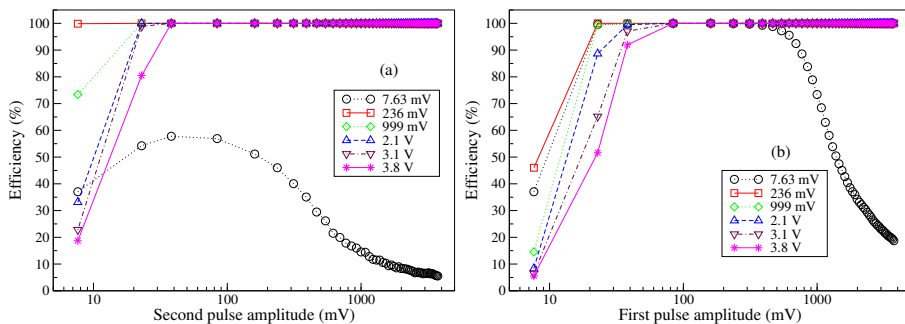 100
90
80
70
60
50
40
30
20
10
0
Efficiency (%)
(a)
7.63 mV
236 mV
999 mV
2.1 V
3.1 V
3.8 V
10
100
1000
Second pulse amplitude (mV)
100
90
80
70
60
50
40
30
20
10
0
Efficiency (%)
(b)
7.63 mV
236 mV
999 mV
2.1 V
3.1 V
3.8 V
10
100
1000
First pulse amplitude (mV)